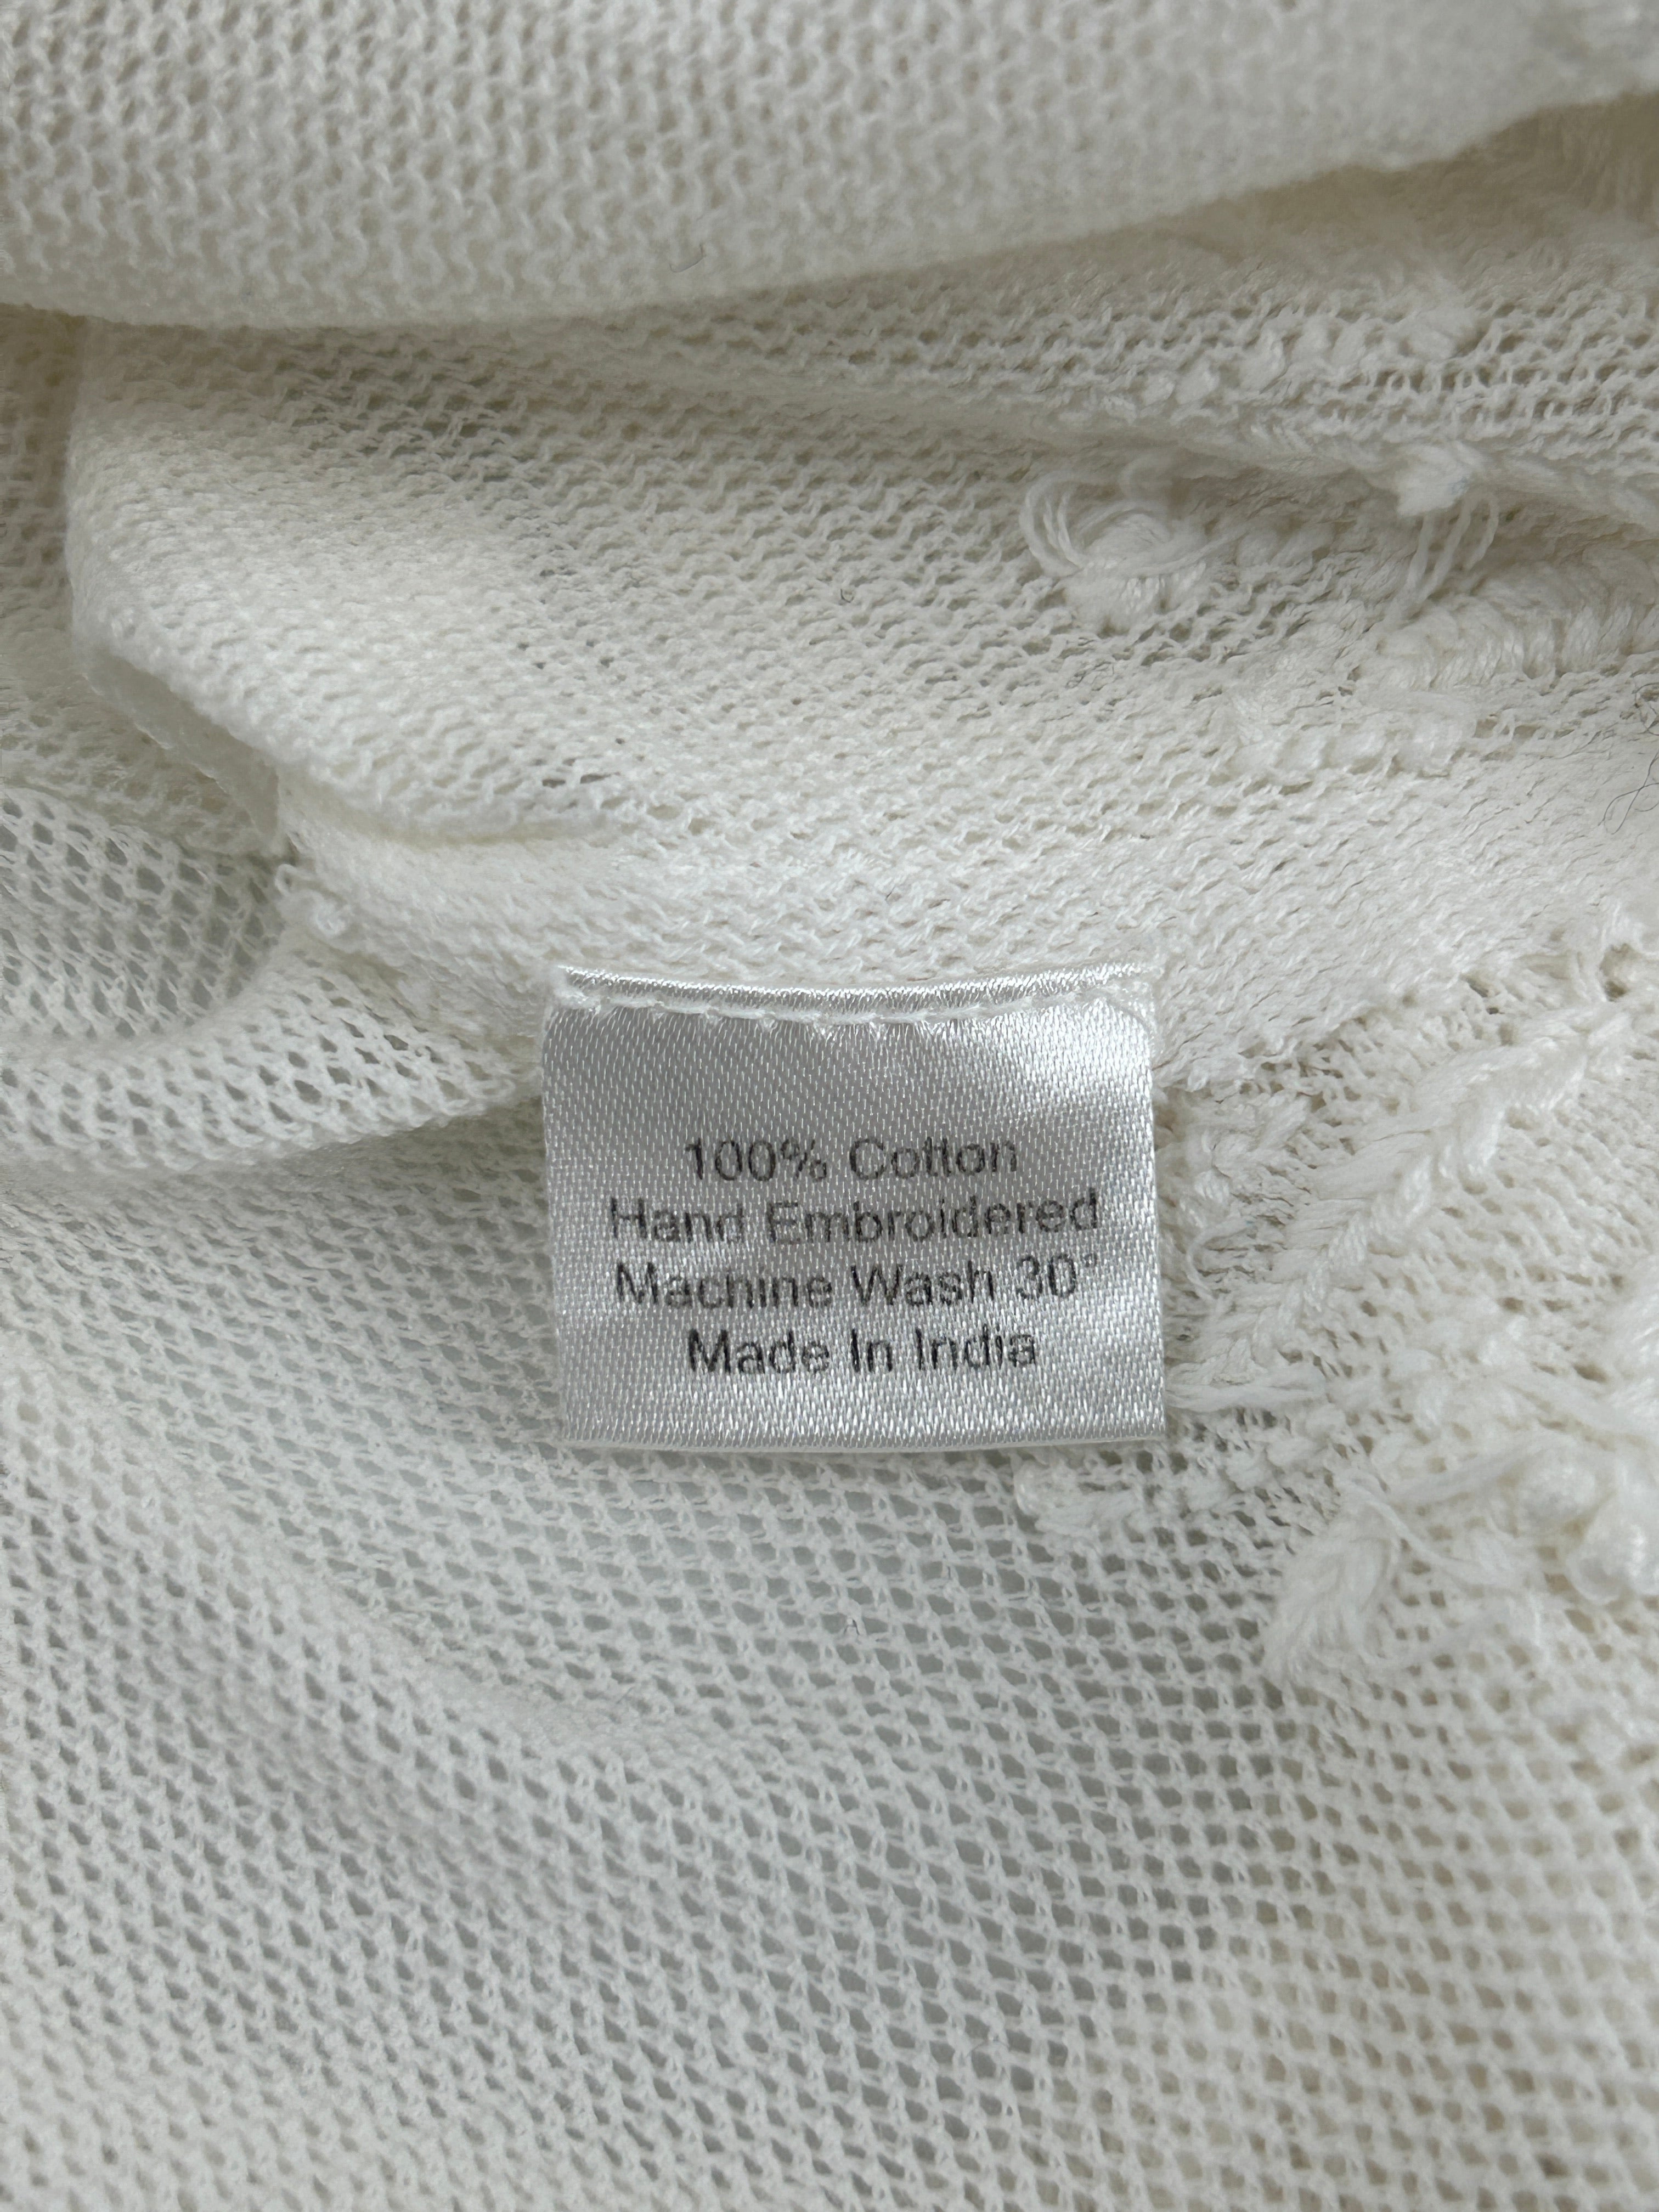 100% Cotton
Hand Embroidered
Machine Wash 30°
Made In India